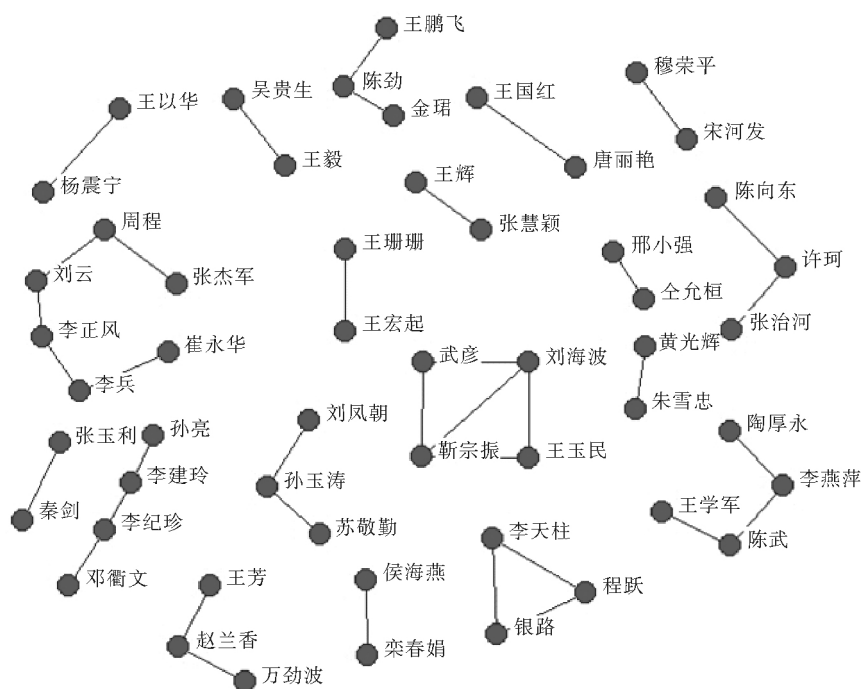 王鹏飞
陈劲
金珺
王以华
杨震宁
吴贵生
王毅
王国红
唐丽艳
穆荣平
宋河发
王辉
张慧颖
陈向东
许珂
张治河
周程
刘云
张杰军
李正风
崔永华
李兵
王珊珊
王宏起
邢小强
仝允桓
黄光辉
朱雪忠
武彦
刘海波
靳宗振
王玉民
张玉利
秦剑
孙亮
李建玲
李纪珍
邓衢文
刘凤朝
孙玉涛
苏敬勤
陶厚永
李燕萍
王学军
陈武
李天柱
程跃
银路
王芳
赵兰香
万劲波
侯海燕
栾春娟